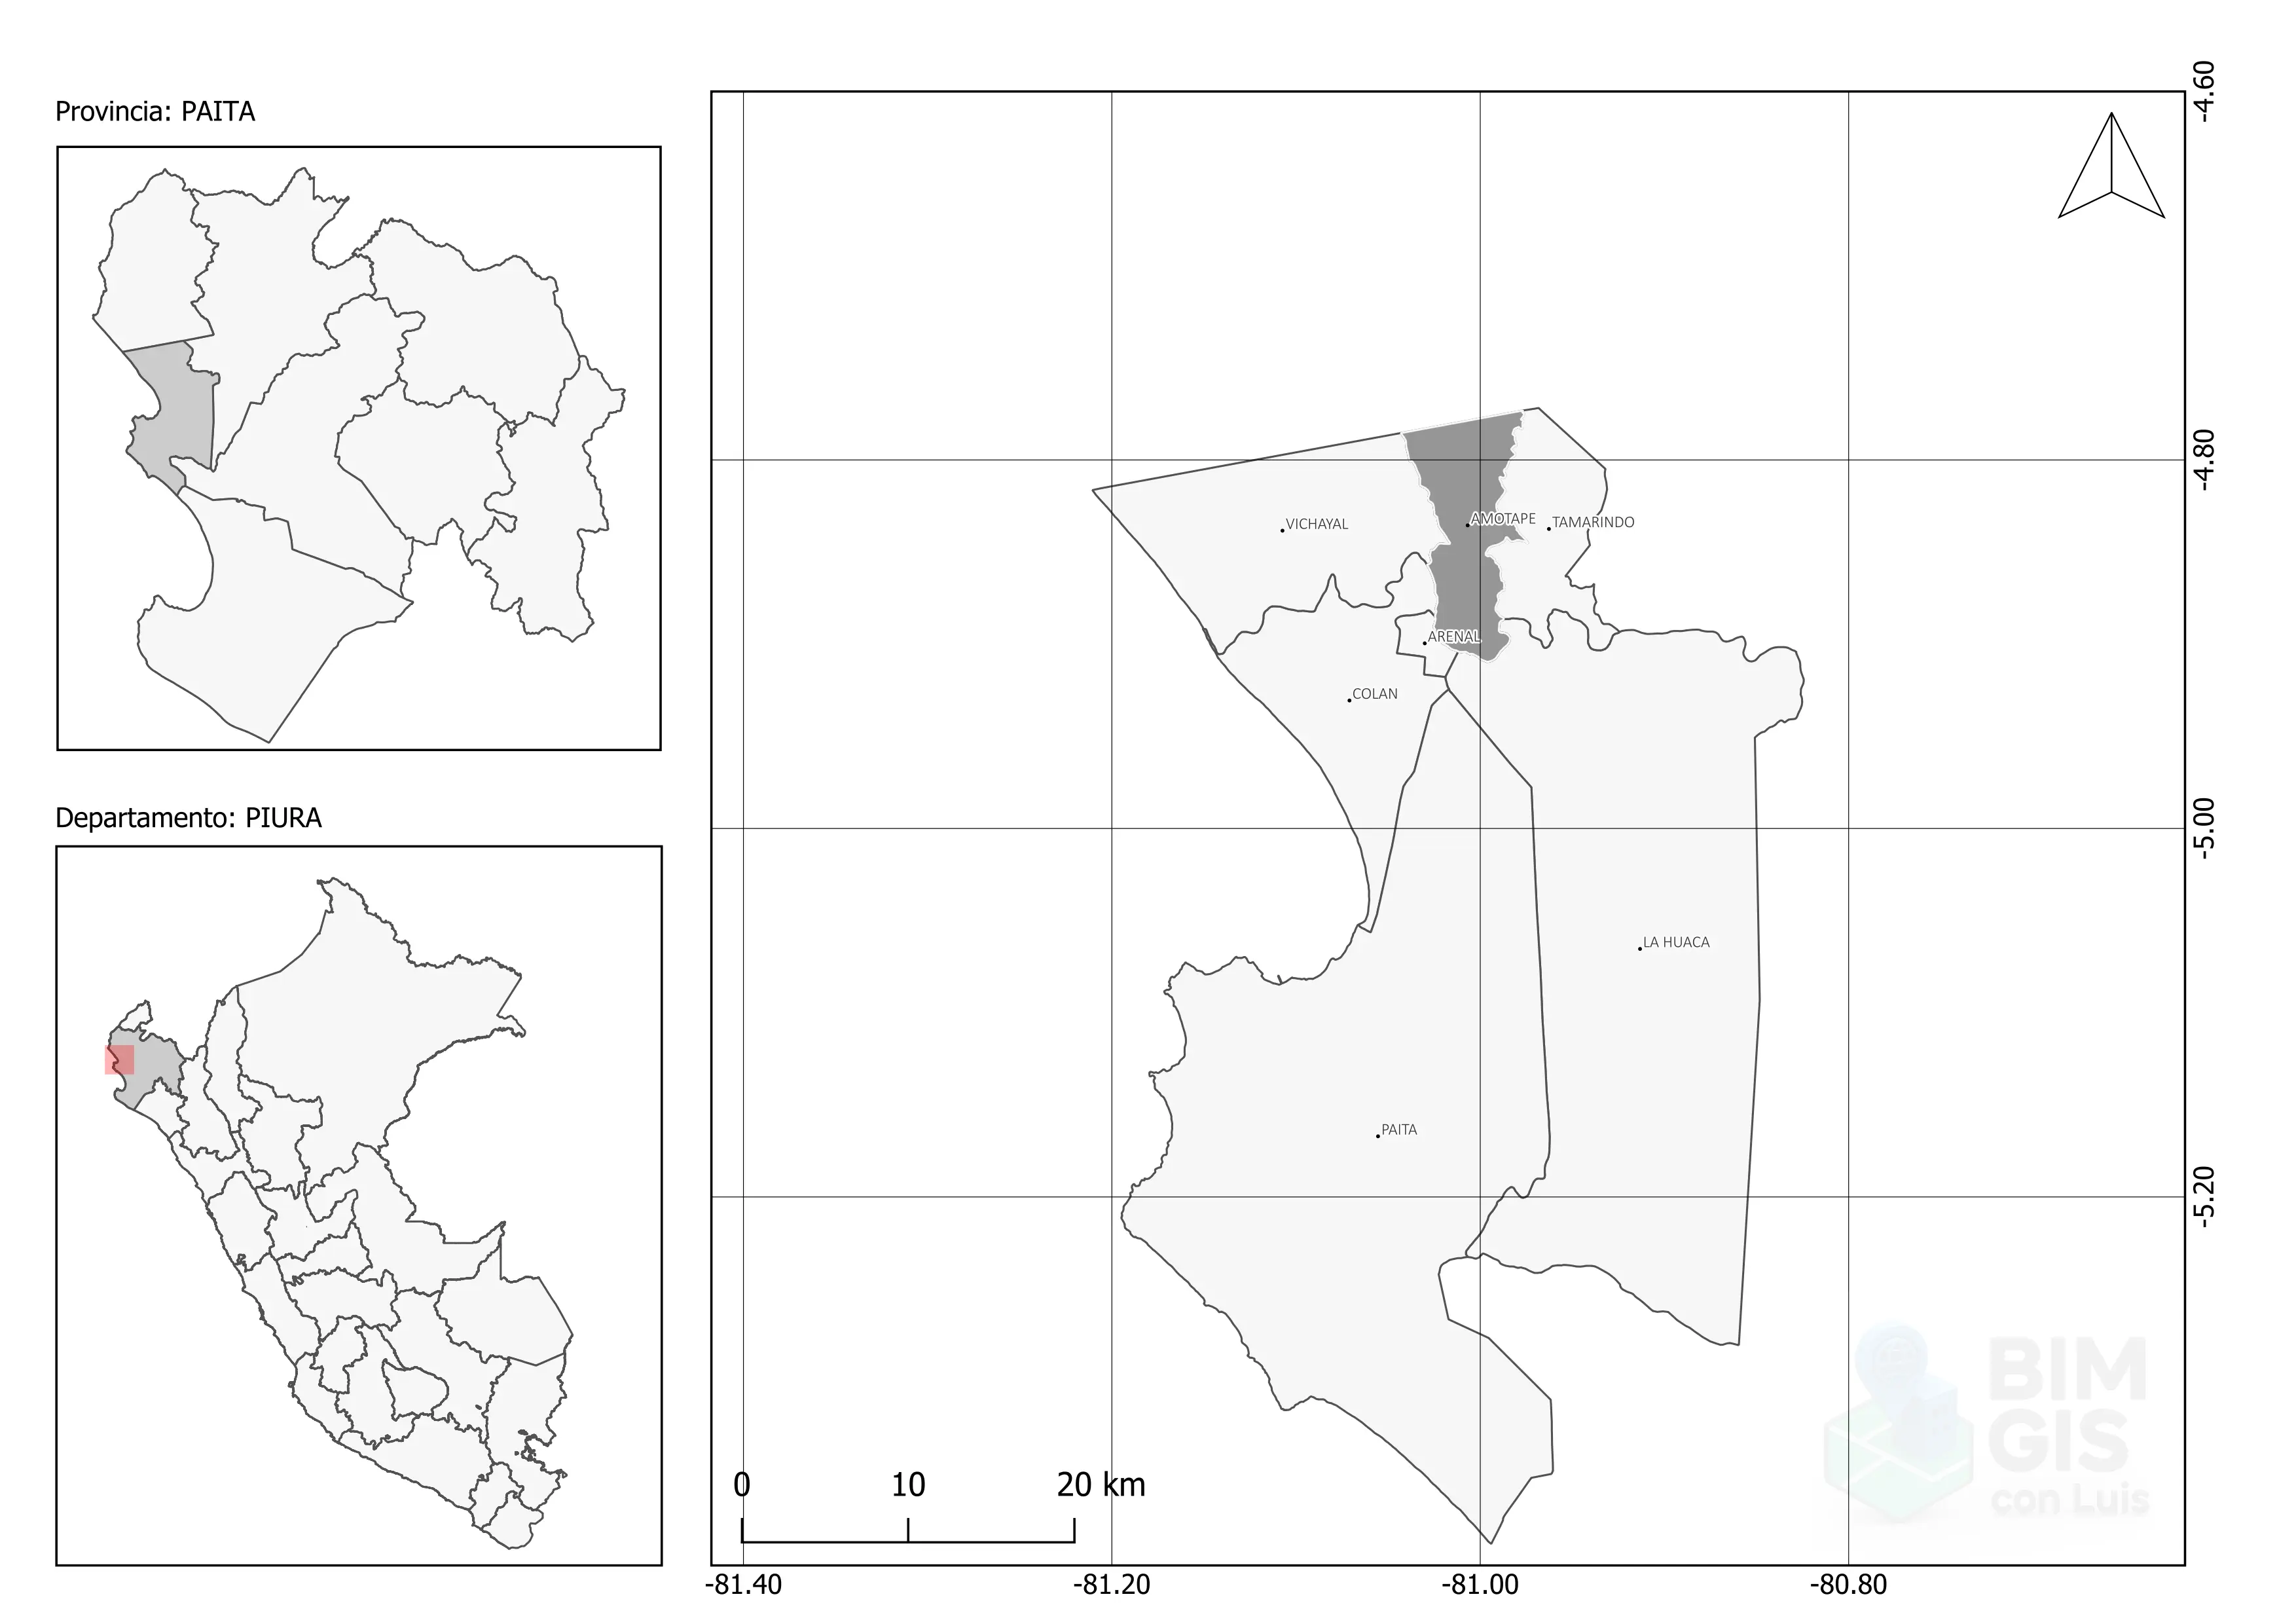 Provincia: PAITA
Departamento: PIURA
-4.60
-4.80
-5.00
-5.20
VICHAYAL
AMOTAPE
TAMARINDO
ARENAL
COLAN
LA HUACA
PAITA
0 10 20 km
-81.40 -81.20 -81.00 -80.80
BIM
GIS
con Luis